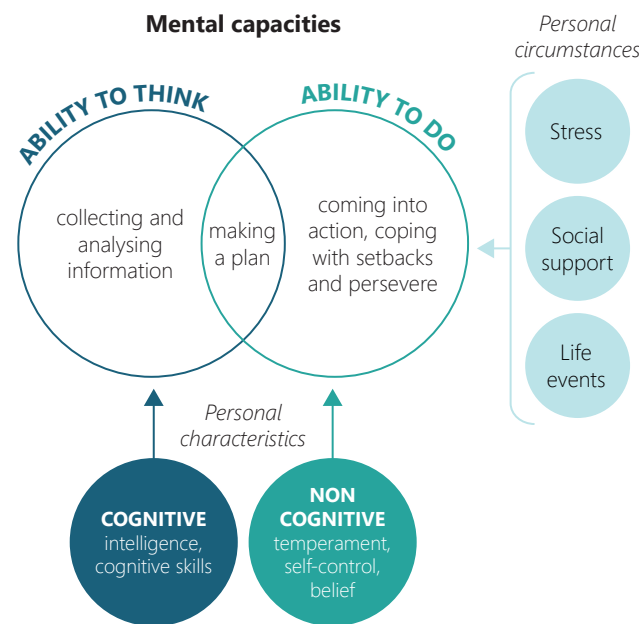 Mental capacities
Personal
circumstances
ABILITY TO THINK
ABILITY TO DO
collecting and
analysing
information
making
a plan
coming into
action, coping
with setbacks
and persevere
Stress
Social
support
Life
events
Personal
characteristics
COGNITIVE
intelligence,
cognitive skills
NON
COGNITIVE
temperament,
self-control,
belief